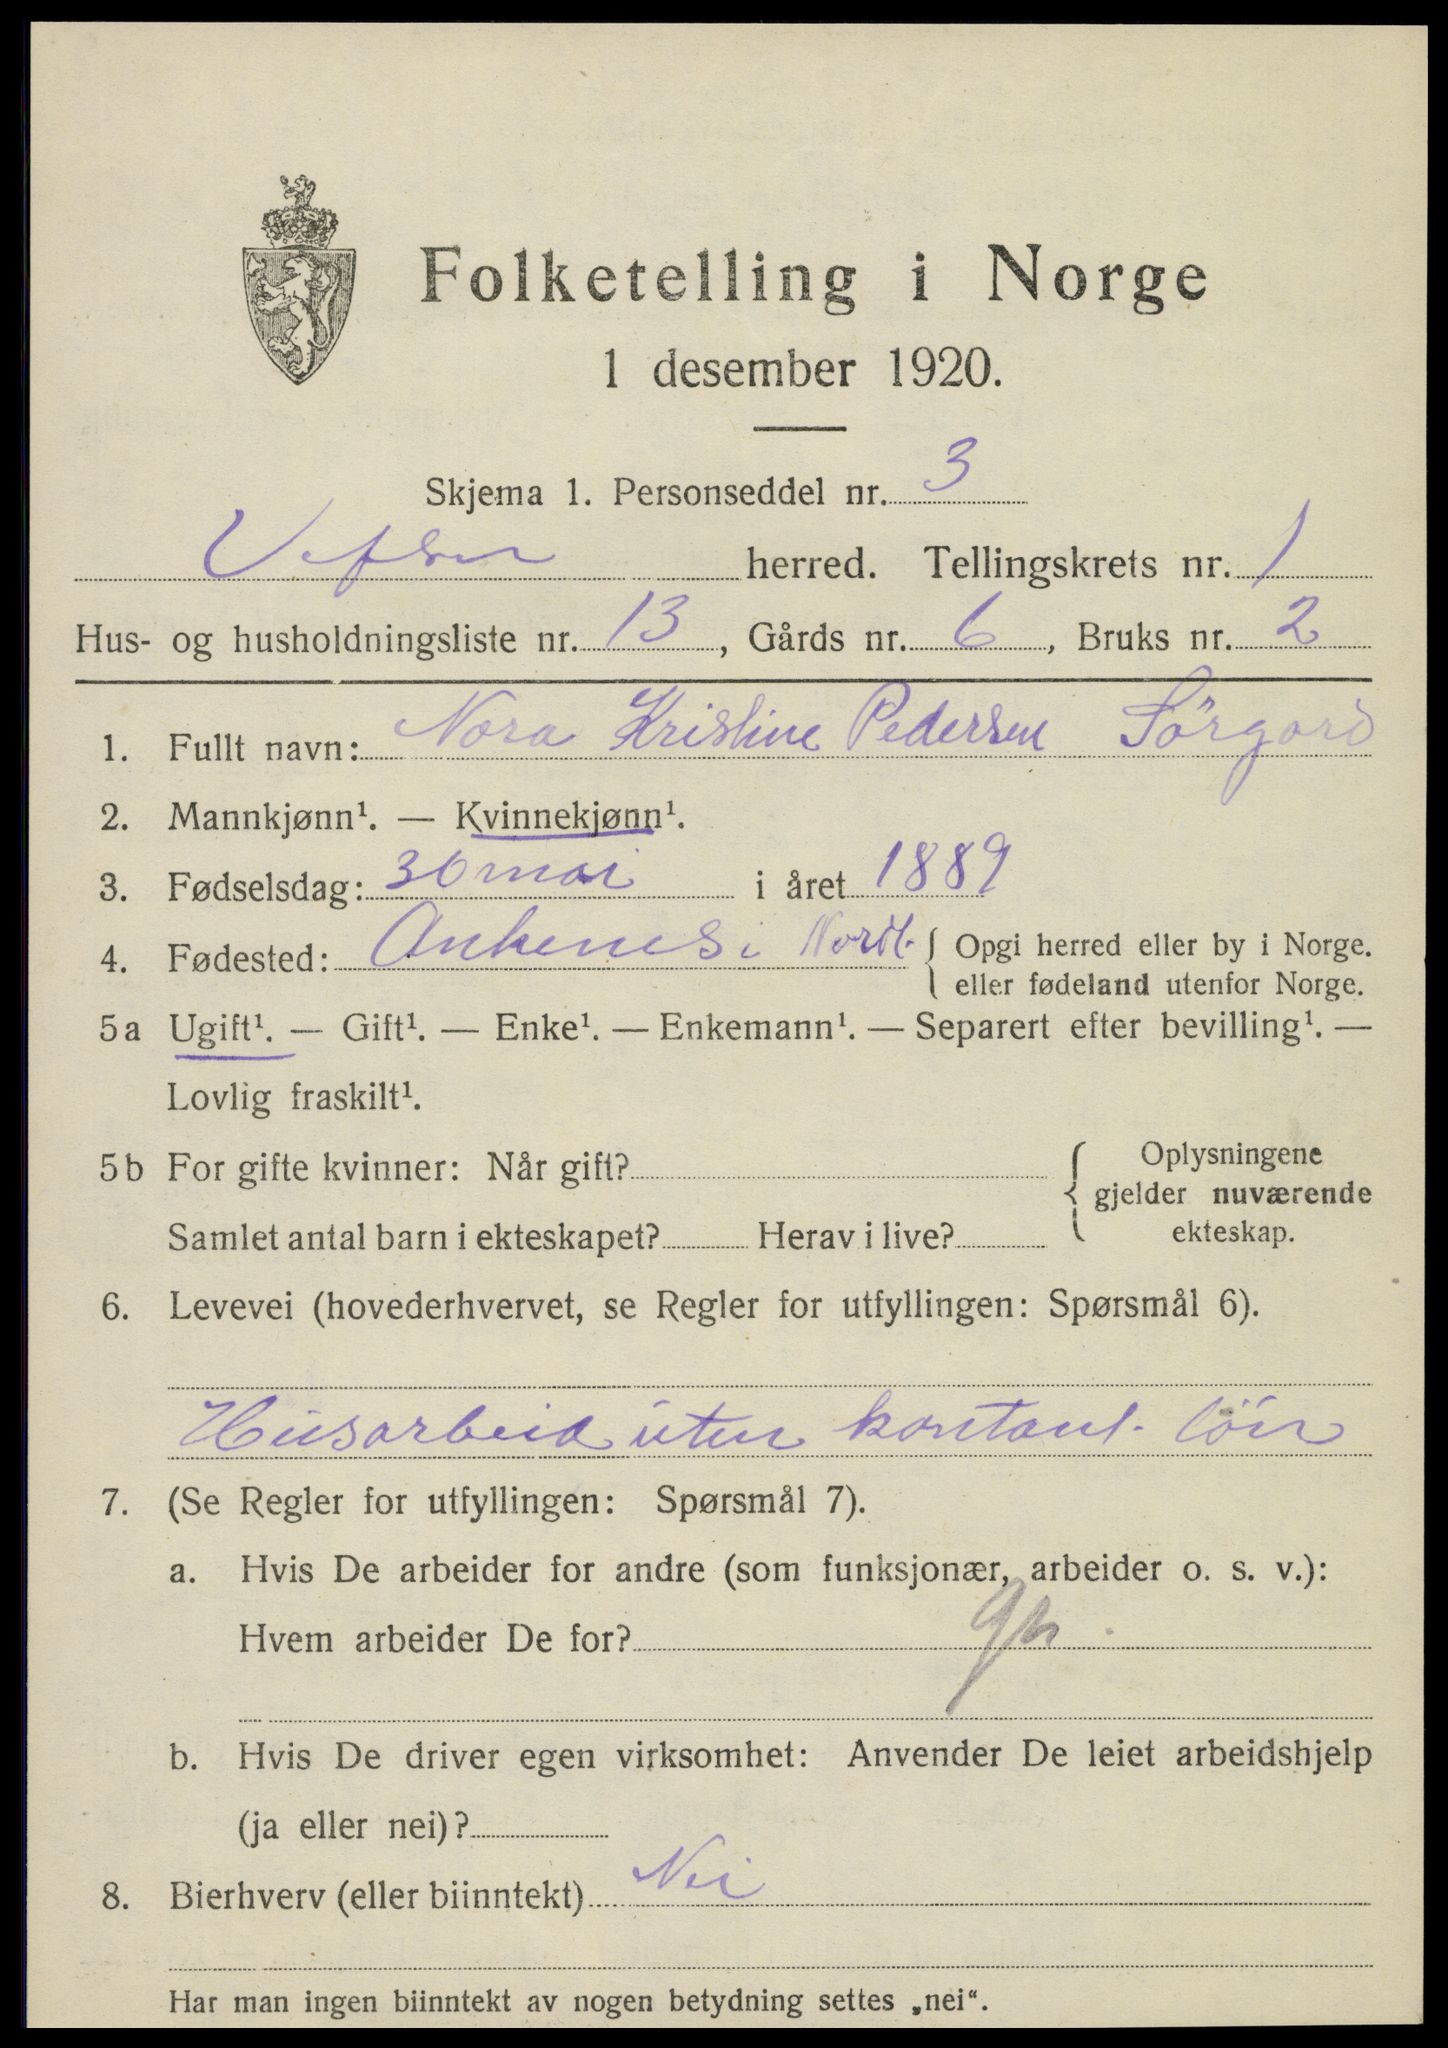 Folketelling i Norge
1 desember 1920.
Skjema 1. Personseddel nr. 3
Vefsn herred. Tellingskrets nr. 1
Hus- og husholdningsliste nr. 13, Gårds nr. 6, Bruks nr. 2
1. Fullt navn: Nora Kristine Pedersen Sörgard
2. Mannkjønn¹. — Kvinnekjønn¹.
3. Fødselsdag: 30 mai i året 1889
4. Fødested: Ankenes i Nordl. { Opgi herred eller by i Norge.
eller fødeland utenfor Norge.
5a Ugift¹. — Gift¹. — Enke¹. — Enkemann¹. — Separert efter bevilling¹. —
Lovlig fraskilt¹.
5b For gifte kvinner: Når gift? { Oplysningene
gjelder nuværende
Samlet antal barn i ekteskapet? Herav i live? ekteskap.
6. Levevei (hovederhvervet, se Regler for utfyllingen: Spørsmål 6).
Husarbeid uten kontant lön
7. (Se Regler for utfyllingen: Spørsmål 7).
a. Hvis De arbeider for andre (som funksjonær, arbeider o. s. v.):
Hvem arbeider De for?
b. Hvis De driver egen virksomhet: Anvender De leiet arbeidshjelp
(ja eller nei)?
8. Bierhverv (eller biinntekt) Nei
Har man ingen biinntekt av nogen betydning settes „nei“.